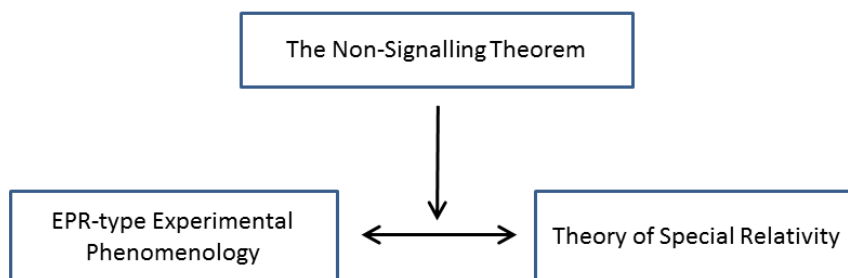 The Non-Signalling Theorem
EPR-type Experimental
Phenomenology
Theory of Special Relativity